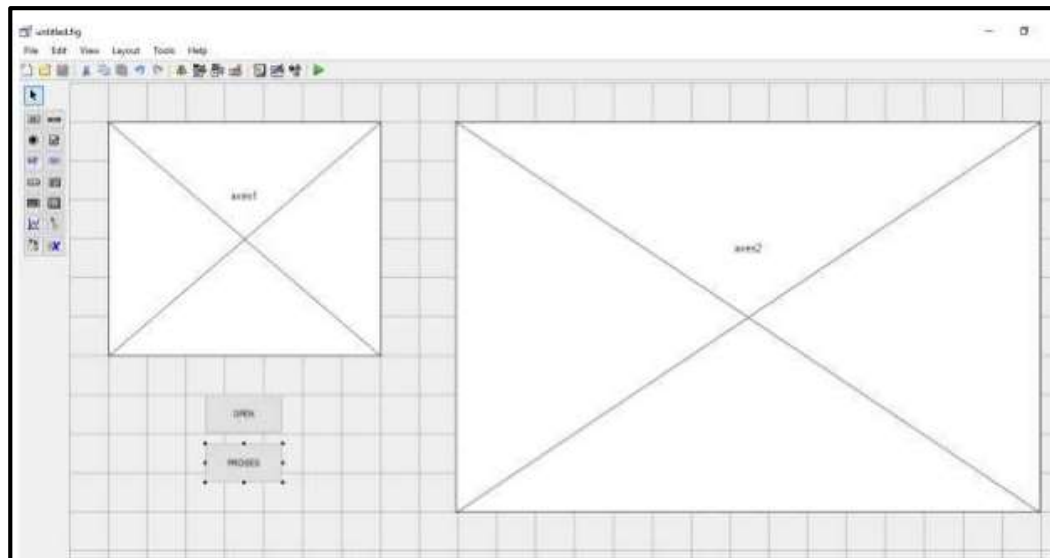 untitled.fig
File Edit View Layout Tools Help
axes1
axes2
OPEN
PROSES